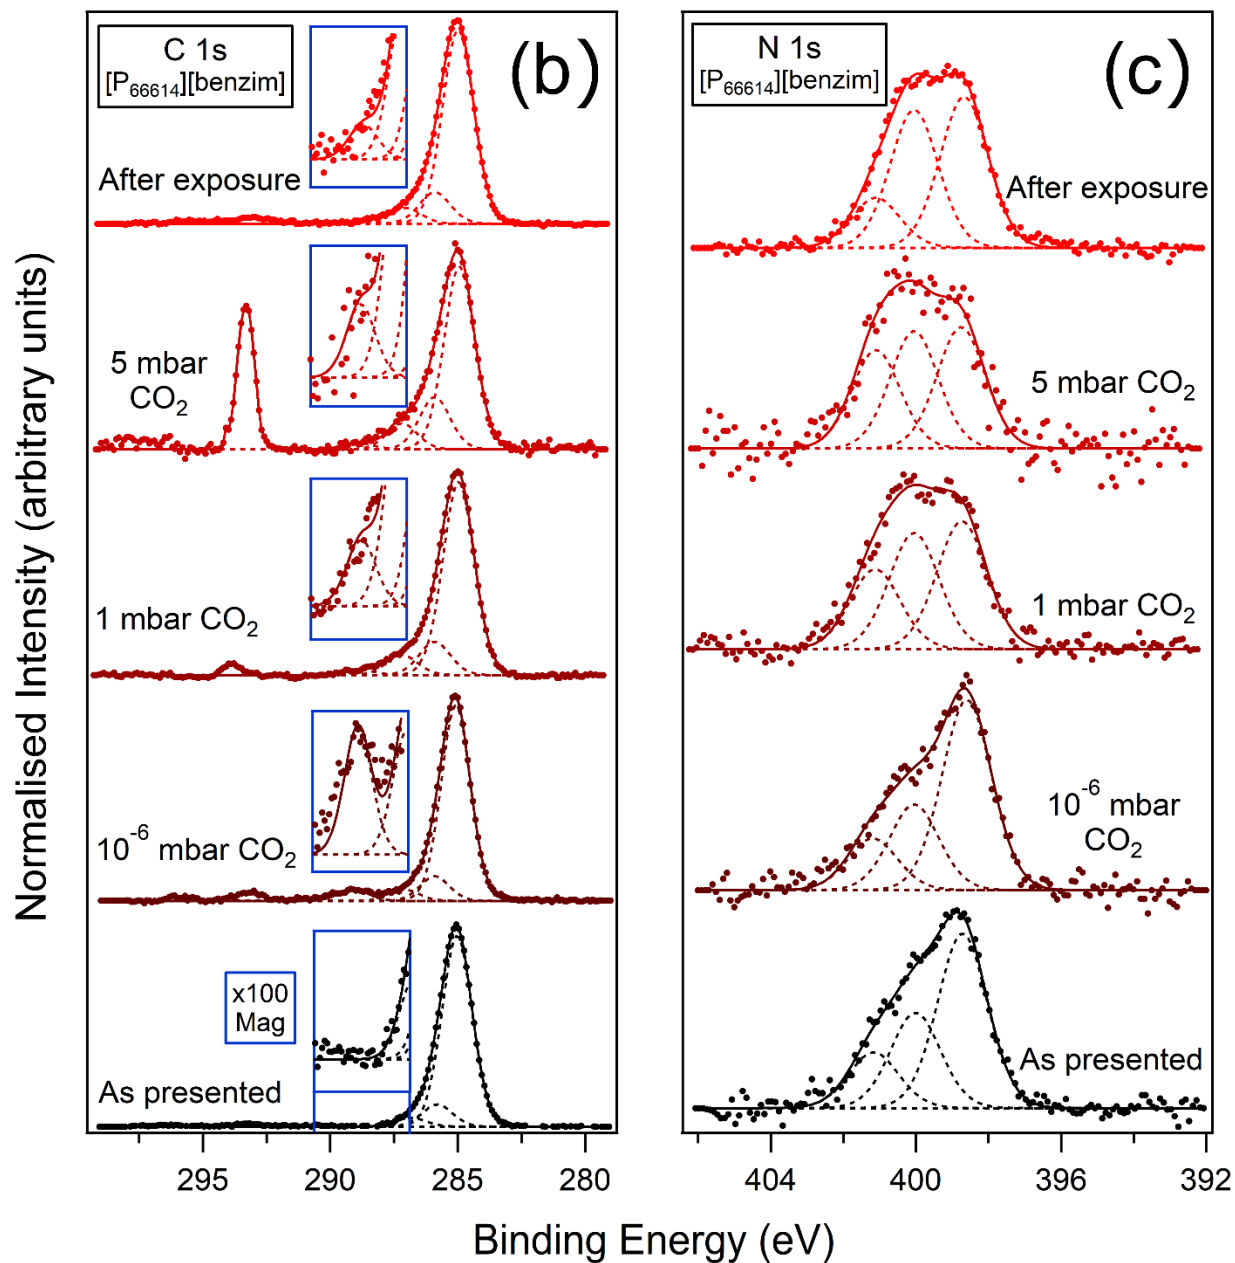 Normalised Intensity (arbitrary units)
C 1s
[P₆₆₆₁₄][benzim]
(b)
After exposure
5 mbar
CO₂
1 mbar CO₂
10⁻⁶ mbar CO₂
x100
Mag
As presented
295
290
285
280
N 1s
[P₆₆₆₁₄][benzim]
(c)
After exposure
5 mbar CO₂
1 mbar CO₂
10⁻⁶ mbar
CO₂
As presented
404
400
396
392
Binding Energy (eV)